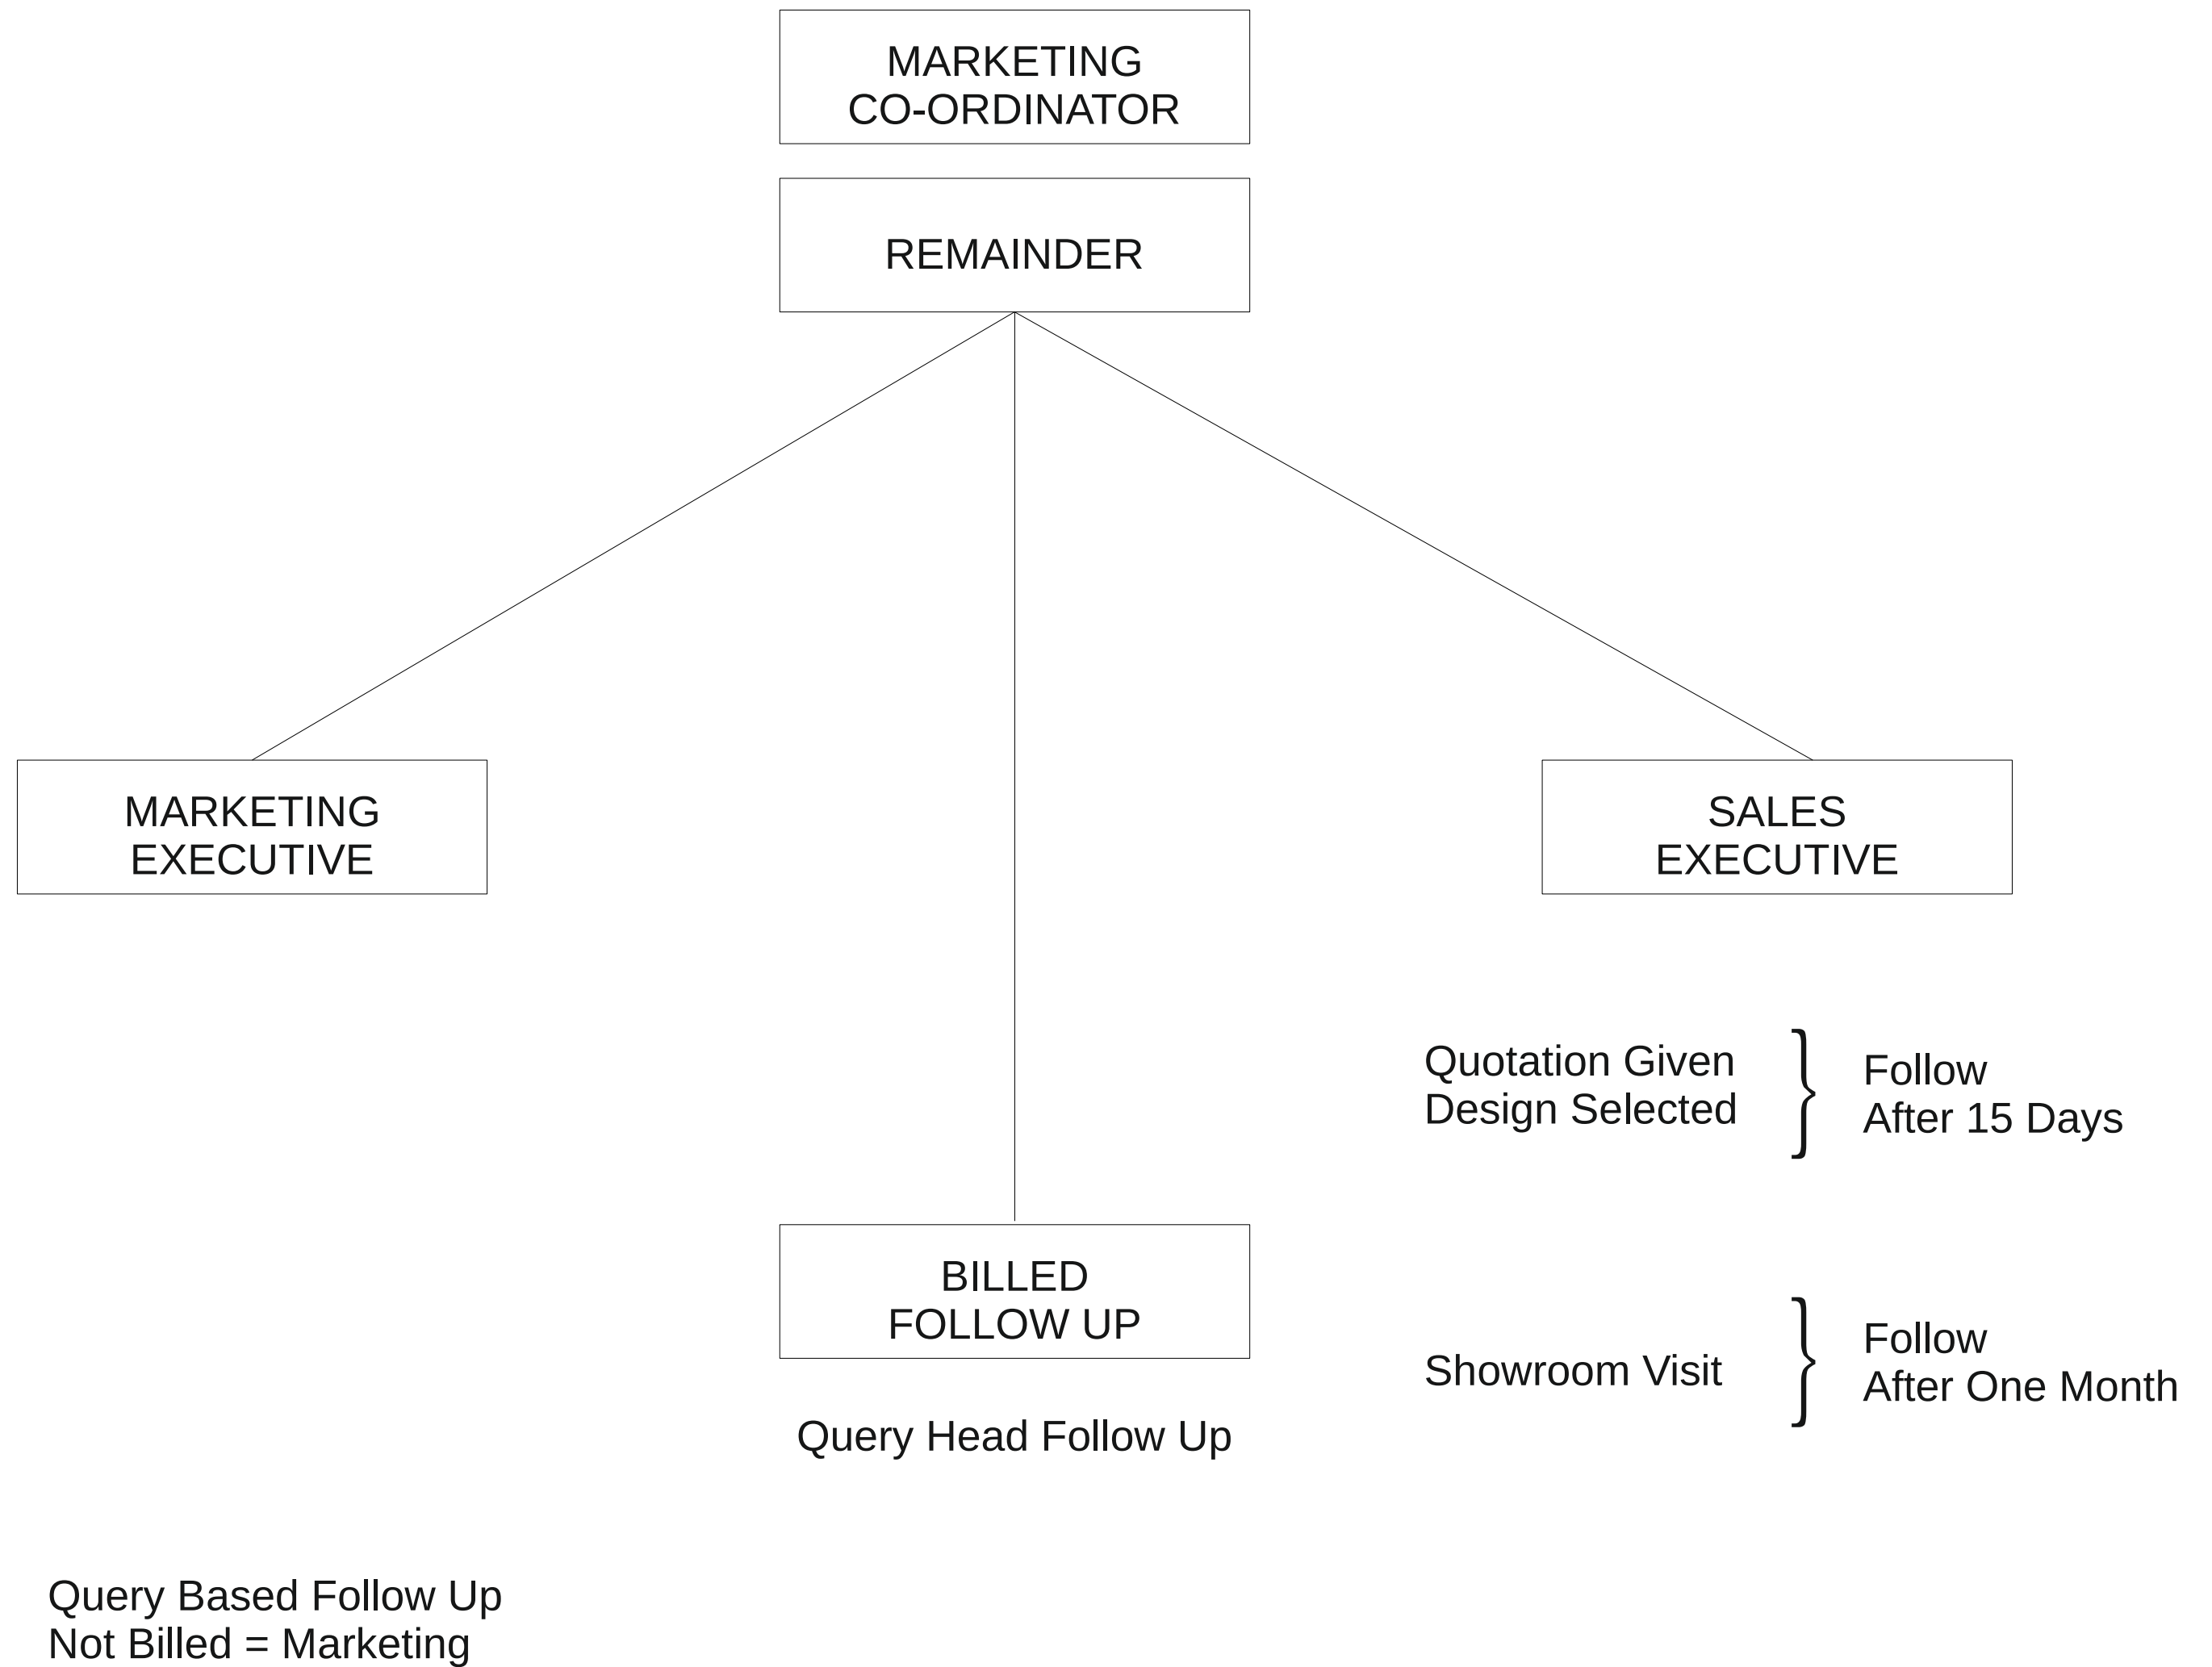 MARKETING
CO-ORDINATOR
REMAINDER
MARKETING
EXECUTIVE
SALES
EXECUTIVE
Quotation Given
Design Selected
Follow
After 15 Days
BILLED
FOLLOW UP
Query Head Follow Up
Showroom Visit
Follow
After One Month
Query Based Follow Up
Not Billed = Marketing